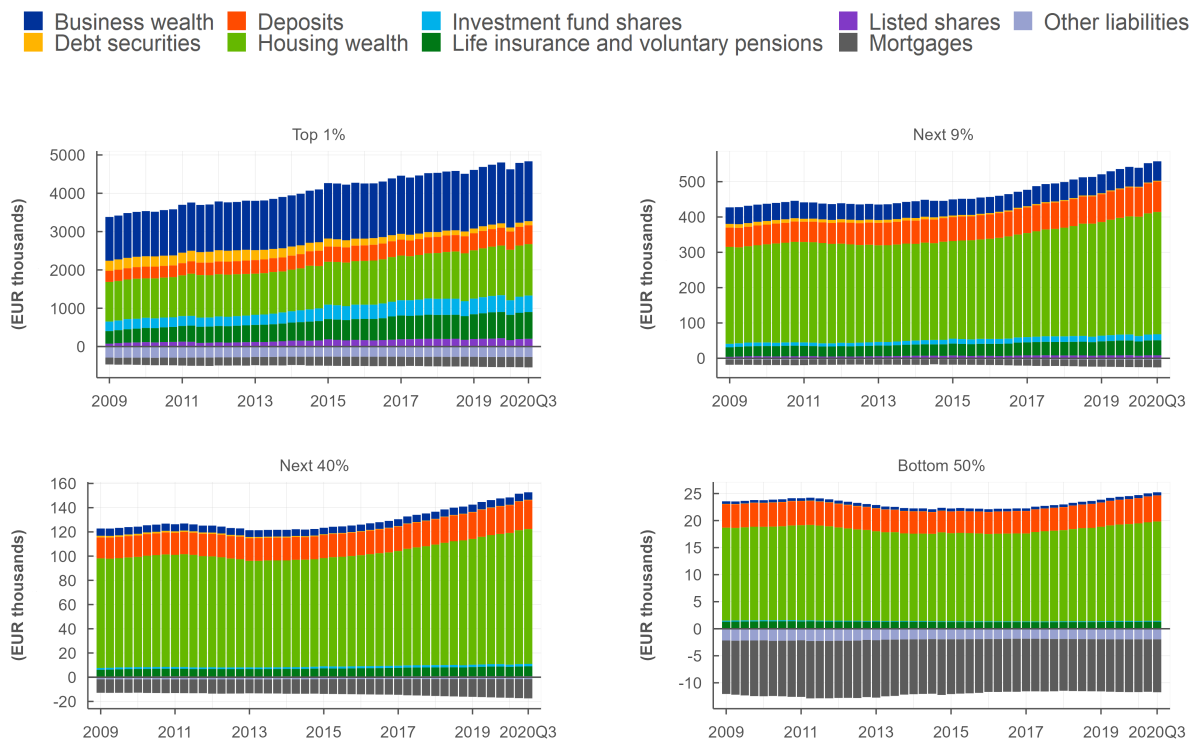 Business wealth Deposits Investment fund shares Listed shares Other liabilities
Debt securities Housing wealth Life insurance and voluntary pensions Mortgages
Top 1%
(EUR thousands)
5000
4000
3000
2000
1000
0
2009 2011 2013 2015 2017 2019 2020Q3
Next 9%
(EUR thousands)
500
400
300
200
100
0
2009 2011 2013 2015 2017 2019 2020Q3
Next 40%
(EUR thousands)
160
140
120
100
80
60
40
20
0
-20
2009 2011 2013 2015 2017 2019 2020Q3
Bottom 50%
(EUR thousands)
25
20
15
10
5
0
-5
-10
2009 2011 2013 2015 2017 2019 2020Q3